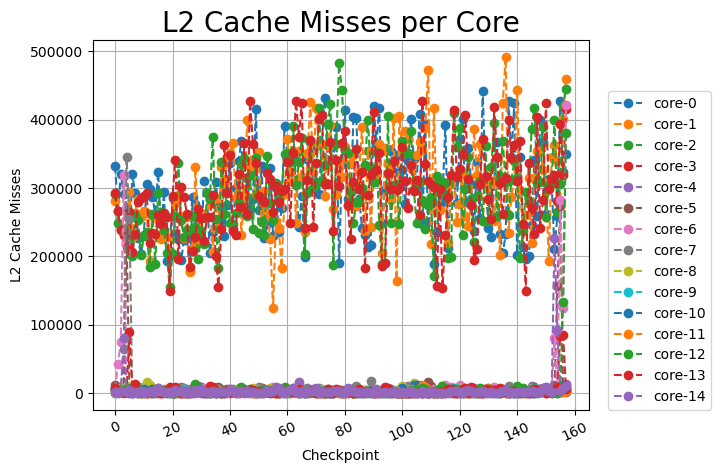 L2 Cache Misses per Core
500000
400000
300000
200000
100000
0
L2 Cache Misses
0 20 40 60 80 100 120 140 160
Checkpoint
core-0
core-1
core-2
core-3
core-4
core-5
core-6
core-7
core-8
core-9
core-10
core-11
core-12
core-13
core-14